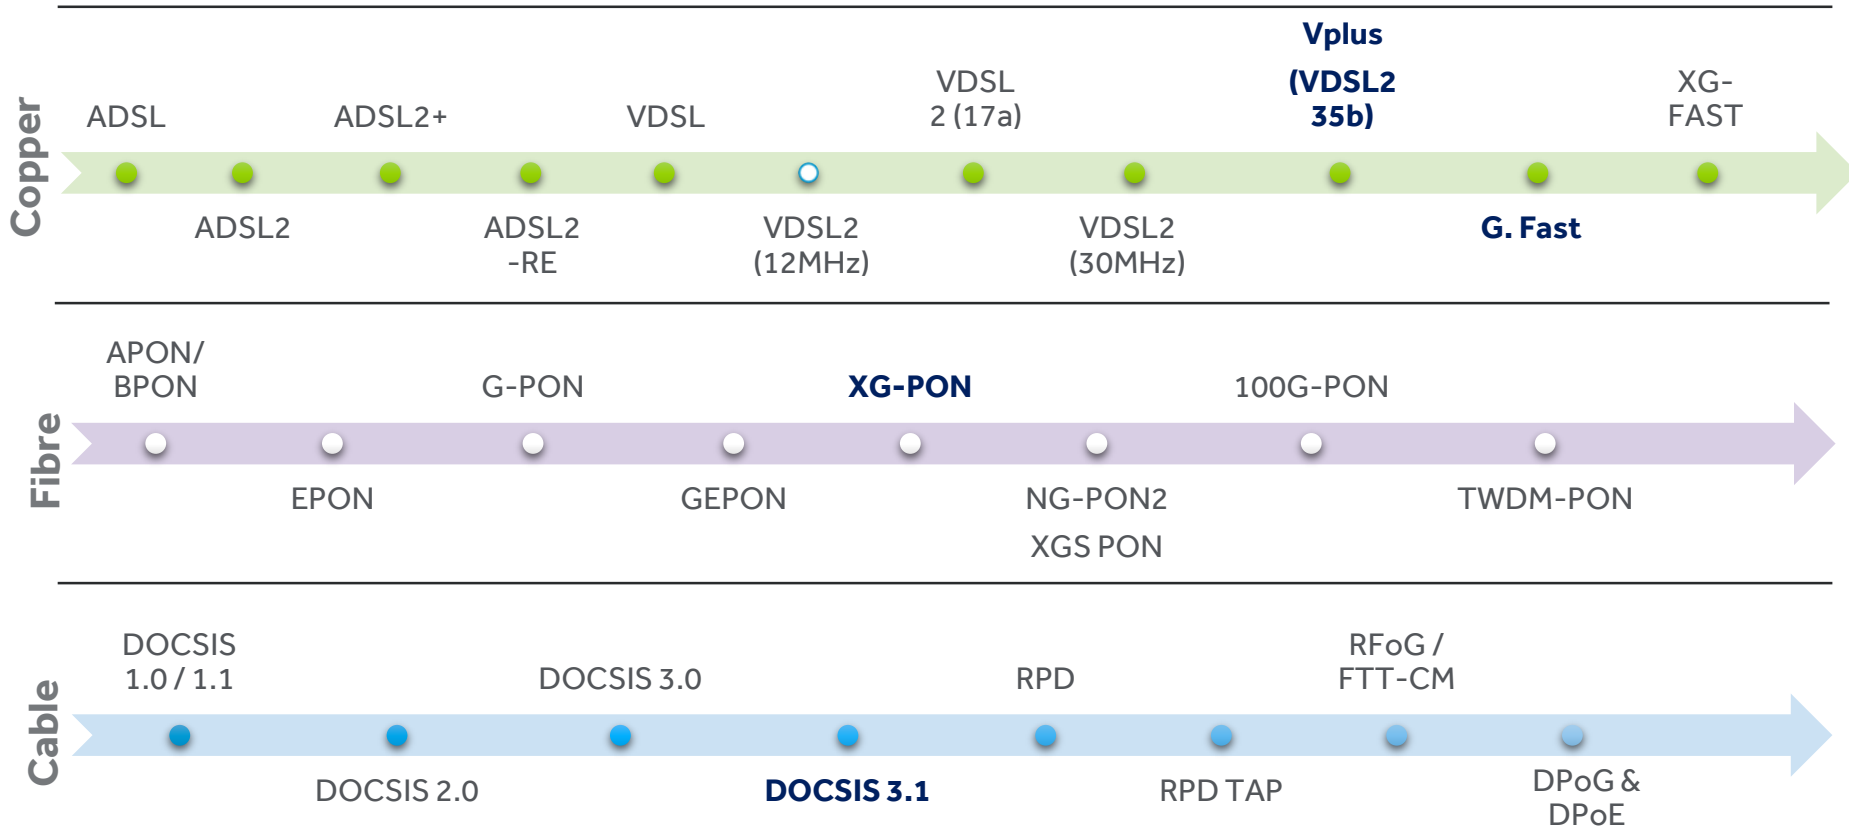 Copper
Vplus
(VDSL2
35b)
ADSL
ADSL2+
VDSL
VDSL
2 (17a)
XG-
FAST
ADSL2
ADSL2
-RE
VDSL2
(12MHz)
VDSL2
(30MHz)
G. Fast
Fibre
APON/
BPON
G-PON
XG-PON
100G-PON
EPON
GEPON
NG-PON2
XGS PON
TWDM-PON
Cable
DOCSIS
1.0 / 1.1
DOCSIS 3.0
RPD
RFoG /
FTT-CM
DOCSIS 2.0
DOCSIS 3.1
RPD TAP
DPoG &
DPoE